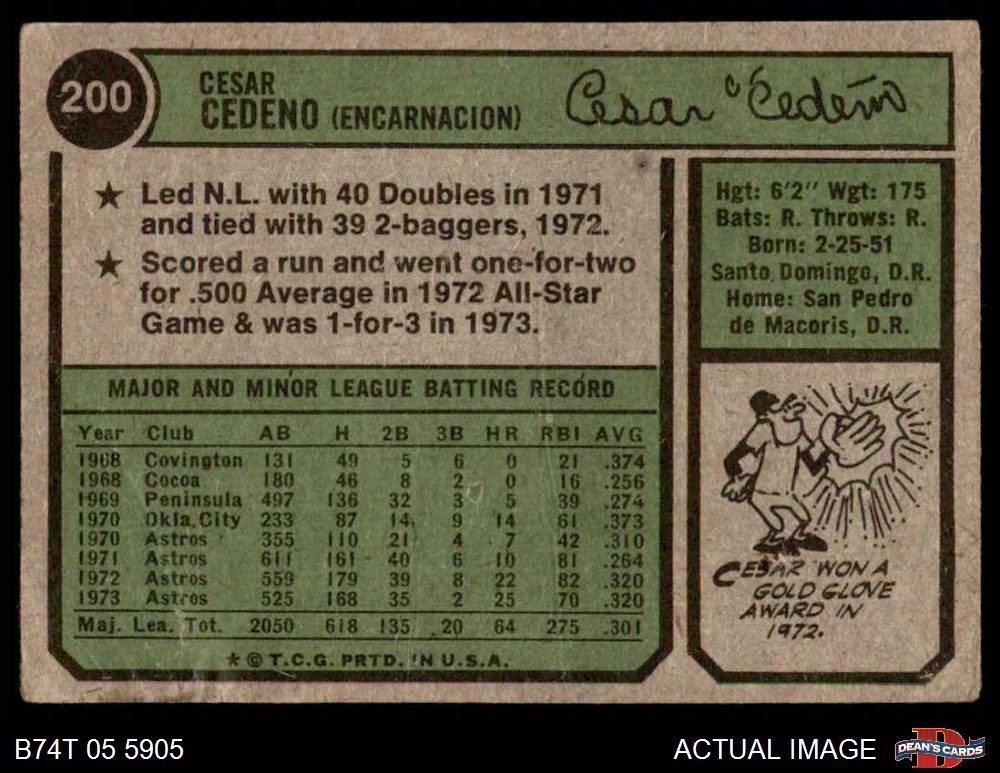 200
CESAR
CEDENO (ENCARNACION)
Cesar Cedeño
★ Led N.L. with 40 Doubles in 1971
and tied with 39 2-baggers, 1972.
★ Scored a run and went one-for-two
for .500 Average in 1972 All-Star
Game & was 1-for-3 in 1973.
Hgt: 6'2" Wgt: 175
Bats: R. Throws: R.
Born: 2-25-51
Santo Domingo, D.R.
Home: San Pedro
de Macoris, D.R.
MAJOR AND MINOR LEAGUE BATTING RECORD
Year Club AB H 2B 3B HR RBI AVG
1968 Covington 131 49 5 6 0 21 .374
1968 Cocoa 180 46 8 2 0 16 .256
1969 Peninsula 497 136 32 3 5 39 .274
1970 Okla.City 233 87 14 9 14 61 .373
1970 Astros 355 110 21 4 7 42 .310
1971 Astros 611 161 40 6 10 81 .264
1972 Astros 559 179 39 8 22 82 .320
1973 Astros 525 168 35 2 25 70 .320
Maj. Lea. Tot. 2050 618 135 20 64 275 .301
★ © T.C.G. PRTD. IN U.S.A.
CESAR WON A
GOLD GLOVE
AWARD IN
1972.
B74T 05 5905
ACTUAL IMAGE
DEAN'S CARDS